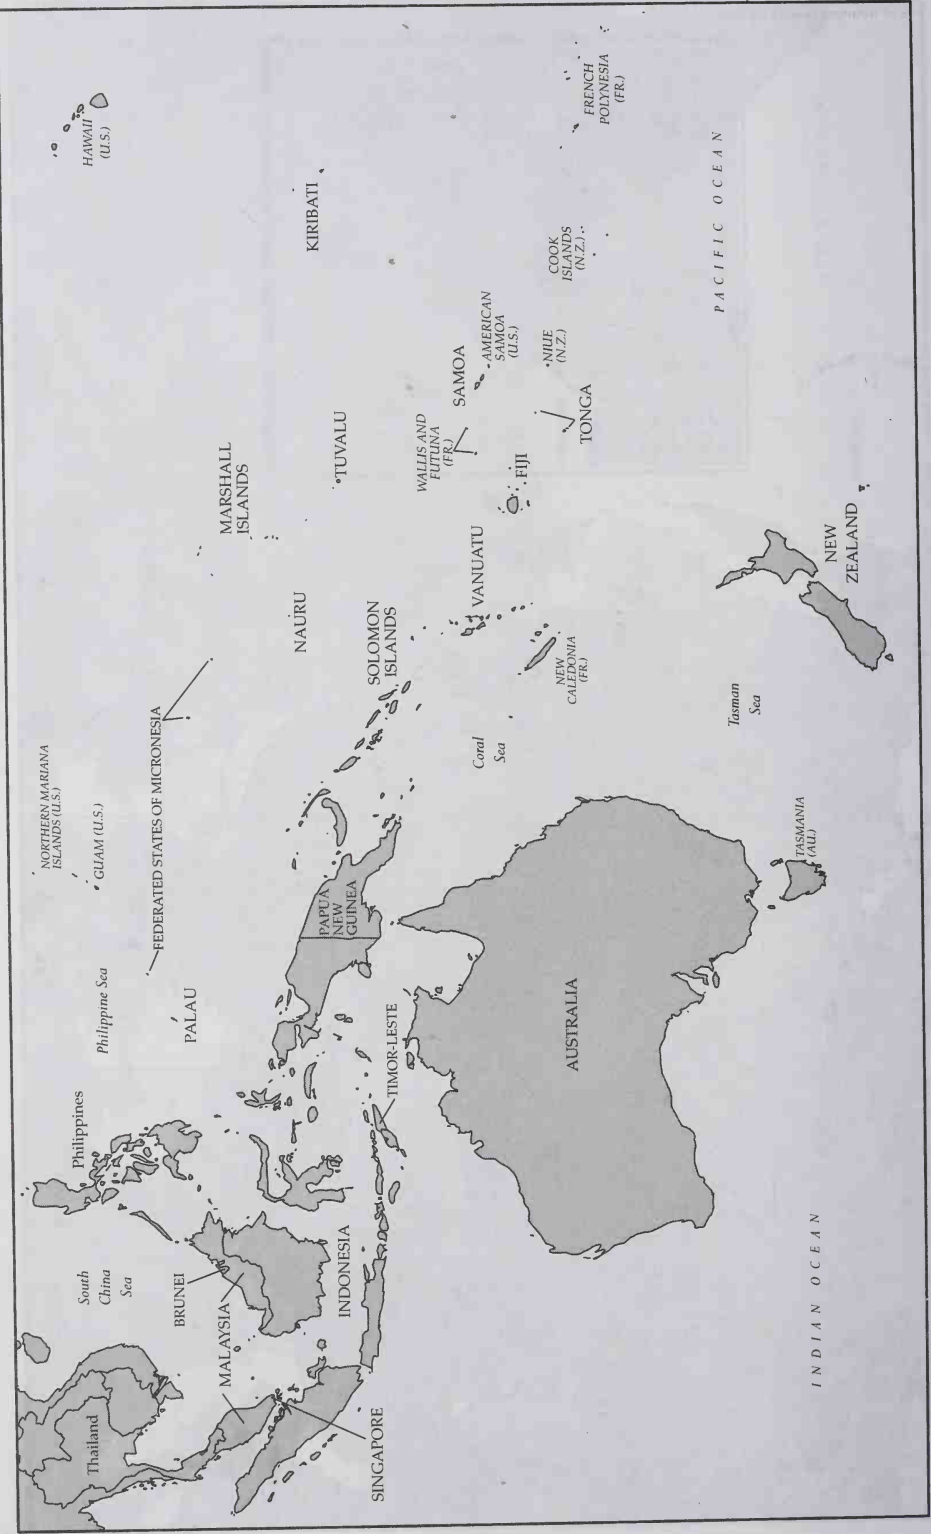 HAWAII
(U.S.)
NORTHERN MARIANA
ISLANDS (U.S.)
GUAM (U.S.)
Philippine Sea
Philippines
South
China
Sea
Thailand
FEDERATED STATES OF MICRONESIA
PALAU
MARSHALL
ISLANDS
KIRIBATI
NAURU
TUVALU
BRUNEI
MALAYSIA
SINGAPORE
INDONESIA
TIMOR-LESTE
PAPUA
NEW
GUINEA
SOLOMON
ISLANDS
WALLIS AND
FUTUNA
(FR.)
SAMOA
AMERICAN
SAMOA
(U.S.)
COOK
ISLANDS
(N.Z.)
FRENCH
POLYNESIA
(FR.)
NIUE
(N.Z.)
TONGA
FIJI
VANUATU
NEW
CALEDONIA
(FR.)
Coral
Sea
AUSTRALIA
Tasman
Sea
TASMANIA
(AU.)
NEW
ZEALAND
PACIFIC OCEAN
INDIAN OCEAN